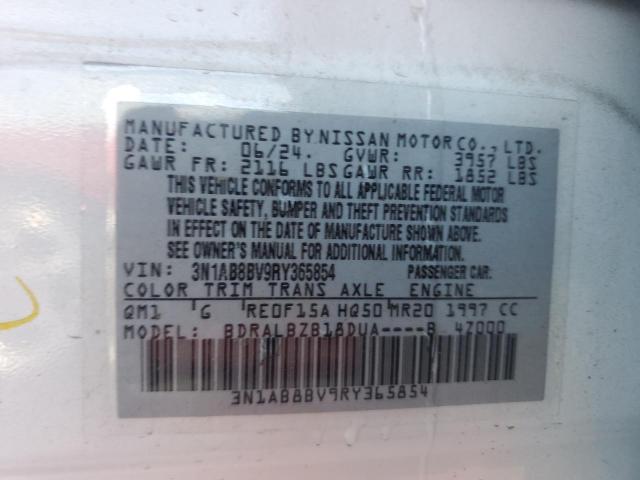 MANUFACTURED BY:NISSAN MOTOR CO., LTD.
DATE: 06/24. GVWR: 3957 LBS
GAWR FR: 2116 LBS GAWR RR: 1852 LBS
THIS VEHICLE CONFORMS TO ALL APPLICABLE FEDERAL MOTOR
VEHICLE SAFETY, BUMPER AND THEFT PREVENTION STANDARDS
IN EFFECT ON THE DATE OF MANUFACTURE SHOWN ABOVE.
SEE OWNER'S MANUAL FOR ADDITIONAL INFORMATION.
VIN: 3N1AB8BV9RY365854 PASSENGER CAR:
COLOR TRIM TRANS AXLE ENGINE
QM1 G RE0F15A HQ50 MR20 1997 CC
MODEL: BDRALBZB18DUA----B 4Z000
3N1AB8BV9RY365854